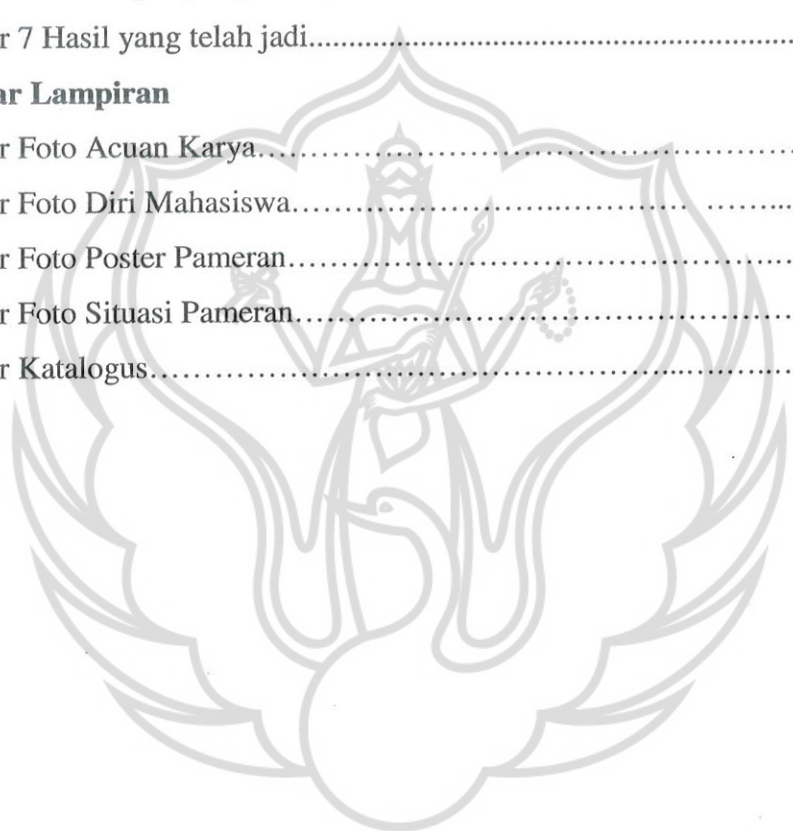 r 7 Hasil yang telah jadi........................................................
ar Lampiran
r Foto Acuan Karya........................................................
r Foto Diri Mahasiswa............................................ .........
r Foto Poster Pameran........................................................
r Foto Situasi Pameran........................................................
r Katalogus........................................................